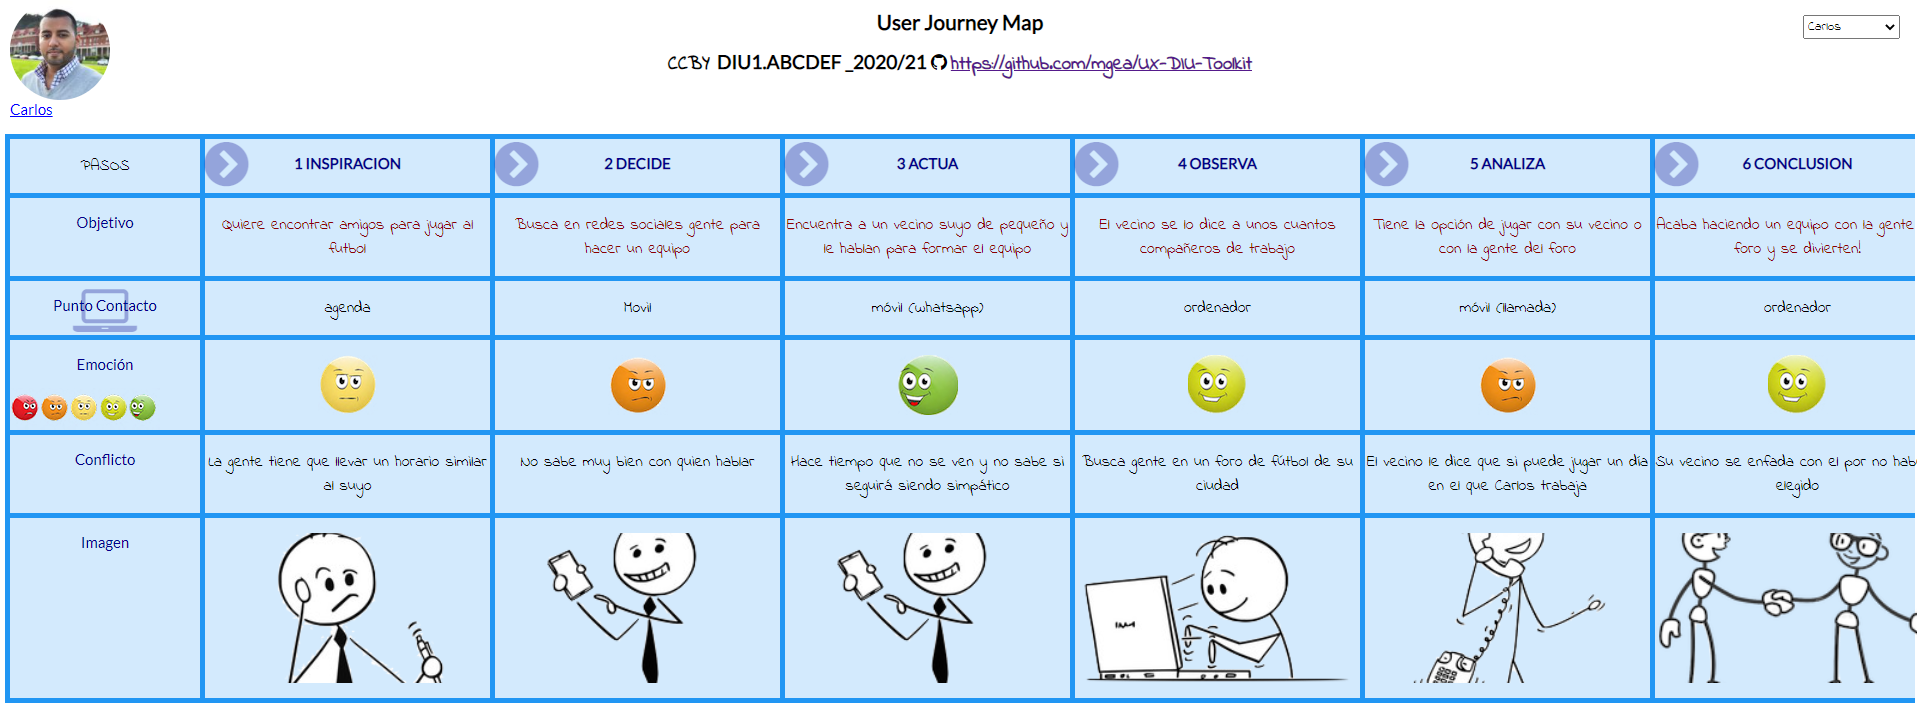 User Journey Map
Carlos
CCBY DIU1.ABCDEF_2020/21 https://github.com/mgea/UX-DIU-Toolkit
Carlos
PASOS
1 INSPIRACION
2 DECIDE
3 ACTUA
4 OBSERVA
5 ANALIZA
6 CONCLUSION
Objetivo
Quiere encontrar amigos para jugar al
futbol
Busca en redes sociales gente para
hacer un equipo
Encuentra a un vecino suyo de pequeño y
le hablan para formar el equipo
El vecino se lo dice a unos cuantos
compañeros de trabajo
Tiene la opción de jugar con su vecino o
con la gente del foro
Acaba haciendo un equipo con la gente
foro y se divierten!
Punto Contacto
agenda
Movil
móvil (whatsapp)
ordenador
móvil (llamada)
ordenador
Emoción
Conflicto
La gente tiene que llevar un horario similar
al suyo
No sabe muy bien con quien hablar
Hace tiempo que no se ven y no sabe si
seguirá siendo simpático
Busca gente en un foro de fútbol de su
ciudad
El vecino le dice que si puede jugar un día
en el que Carlos trabaja
Su vecino se enfada con el por no hab
elegido
Imagen